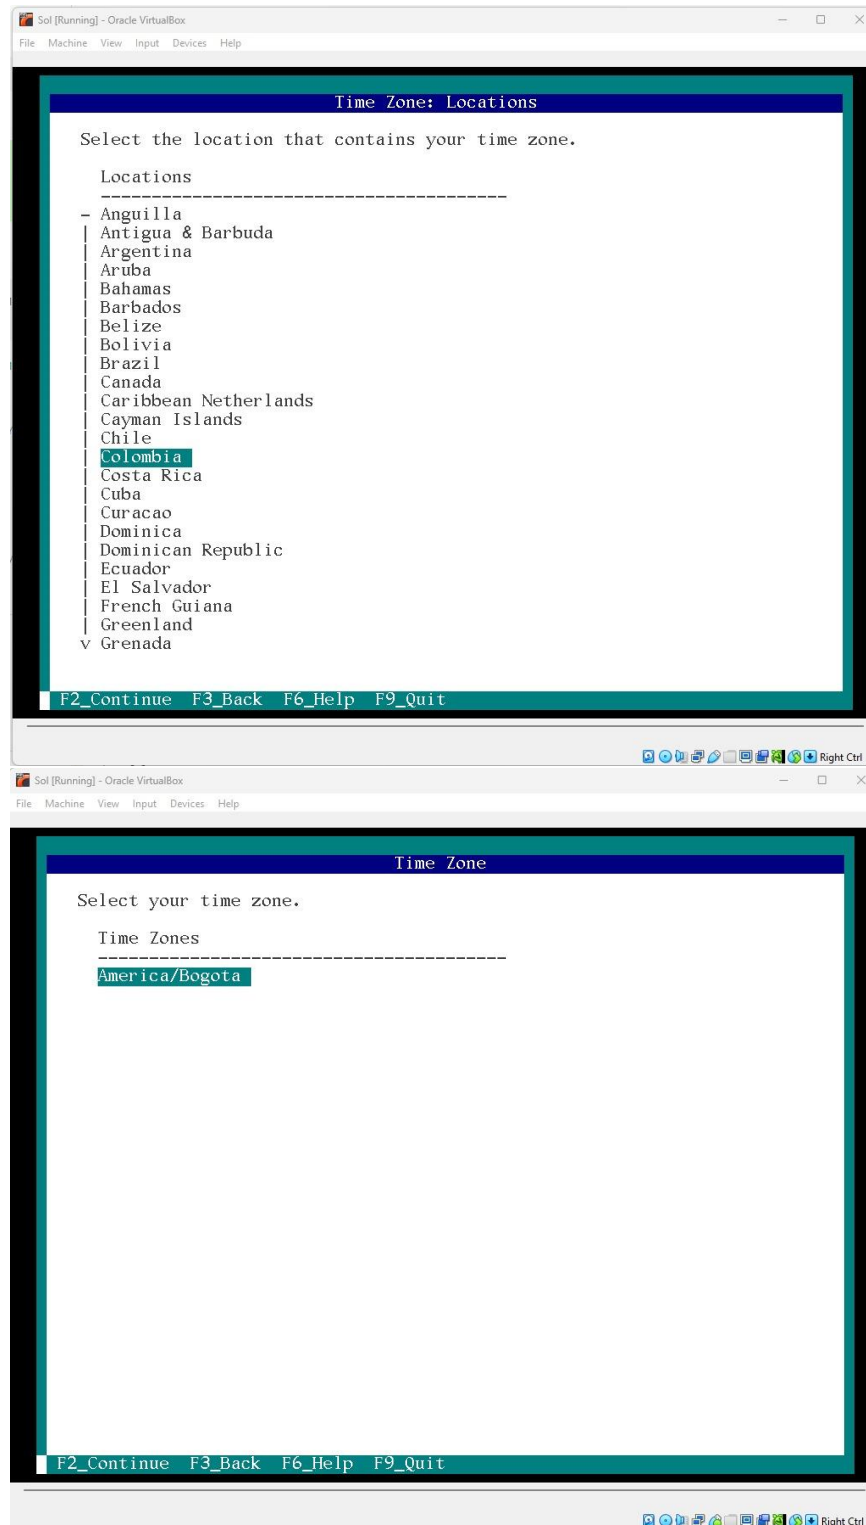 Sol [Running] - Oracle VirtualBox
File Machine View Input Devices Help
Time Zone: Locations
Select the location that contains your time zone.
Locations
----------------------------------------
- Anguilla
| Antigua & Barbuda
| Argentina
| Aruba
| Bahamas
| Barbados
| Belize
| Bolivia
| Brazil
| Canada
| Caribbean Netherlands
| Cayman Islands
| Chile
| Colombia
| Costa Rica
| Cuba
| Curacao
| Dominica
| Dominican Republic
| Ecuador
| El Salvador
| French Guiana
| Greenland
v Grenada
F2_Continue F3_Back F6_Help F9_Quit
Right Ctrl
Sol [Running] - Oracle VirtualBox
File Machine View Input Devices Help
Time Zone
Select your time zone.
Time Zones
----------------------------------------
America/Bogota
F2_Continue F3_Back F6_Help F9_Quit
Right Ctrl